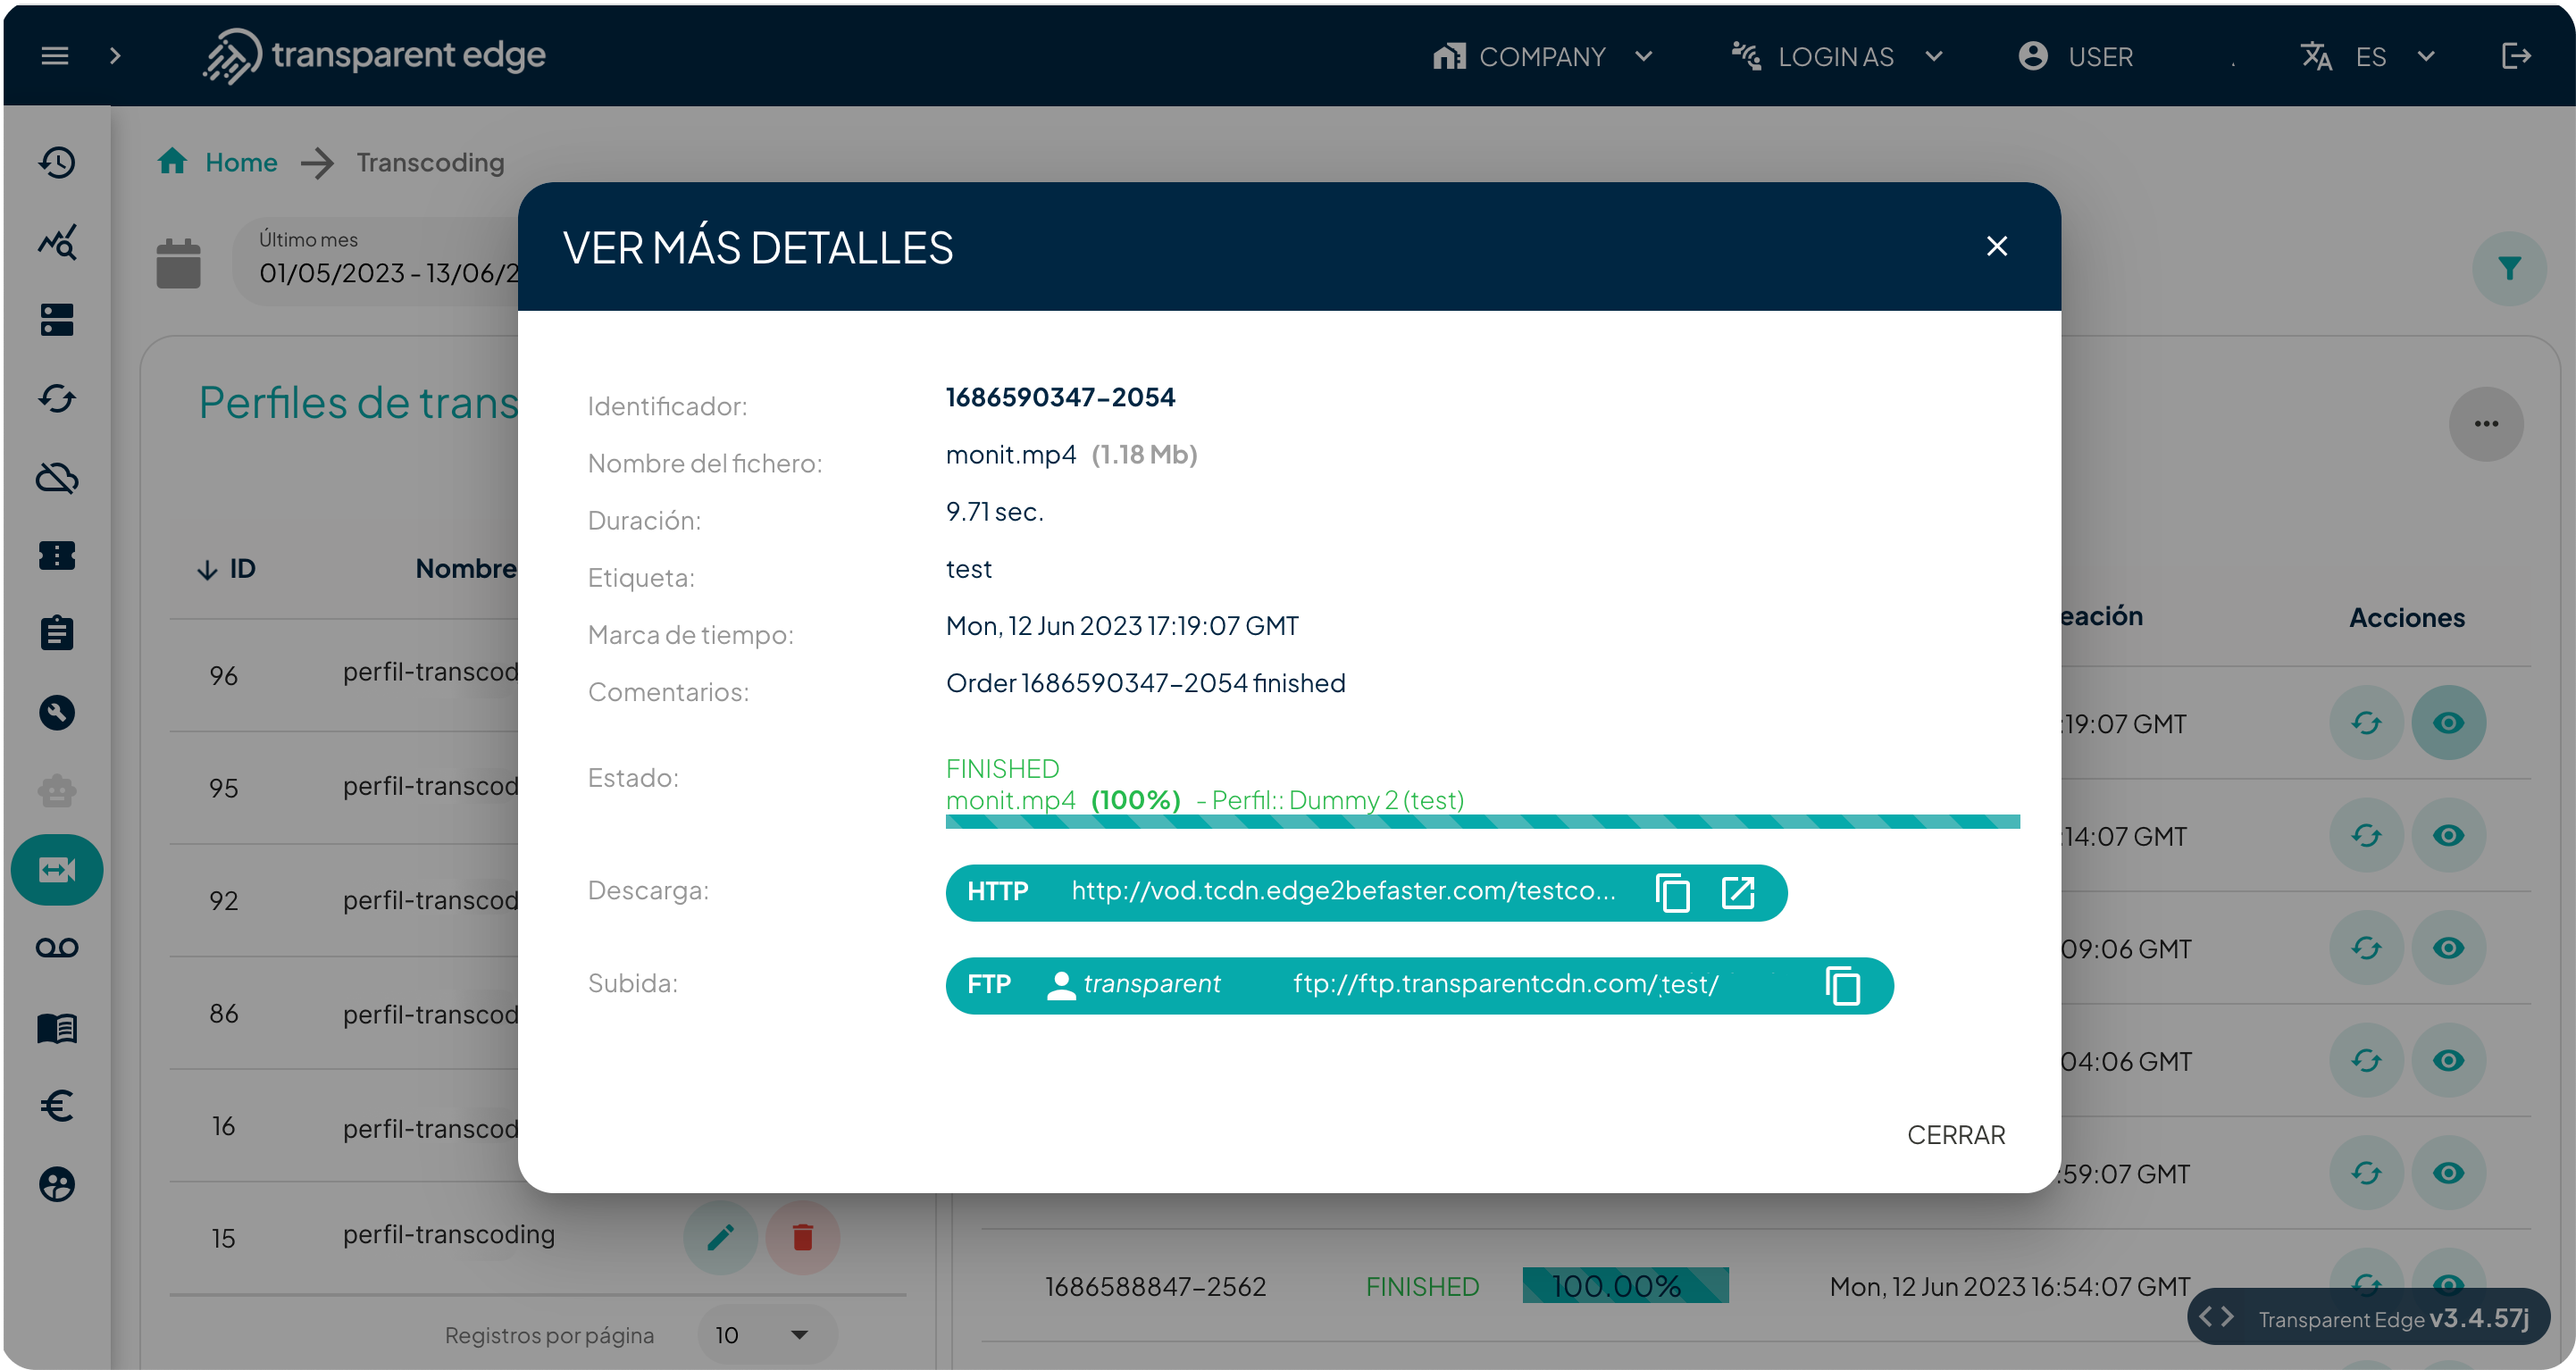 transparent edge
COMPANY
LOGIN AS
USER
ES
Home
Transcoding
Último mes
01/05/2023 - 13/06/2
VER MÁS DETALLES
Identificador: 1686590347-2054
Nombre del fichero: monit.mp4 (1.18 Mb)
Duración: 9.71 sec.
Etiqueta: test
Marca de tiempo: Mon, 12 Jun 2023 17:19:07 GMT
Comentarios: Order 1686590347-2054 finished
Estado: FINISHED
monit.mp4 (100%) - Perfil:: Dummy 2 (test)
Descarga: HTTP http://vod.tcdn.edge2befaster.com/testco...
Subida: FTP transparent ftp://ftp.transparentcdn.com/test/
CERRAR
Perfiles de trans
ID Nombre
96 perfil-transcod
95 perfil-transcod
92 perfil-transcod
86 perfil-transcod
16 perfil-transcod
15 perfil-transcoding
Registros por página 10
eación Acciones
:19:07 GMT
:14:07 GMT
09:06 GMT
04:06 GMT
:59:07 GMT
1686588847-2562 FINISHED 100.00% Mon, 12 Jun 2023 16:54:07 GMT
Transparent Edge v3.4.57j